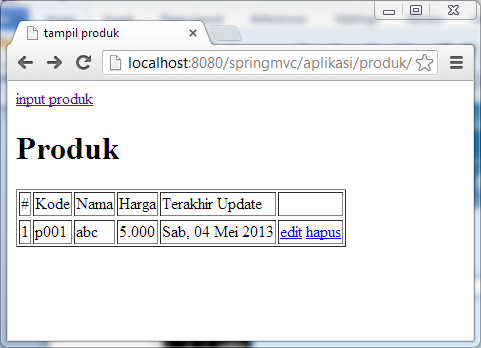 tampil produk
localhost:8080/springmvc/aplikasi/produk/
input produk
Produk
# Kode Nama Harga Terakhir Update
1 p001 abc 5.000 Sab, 04 Mei 2013 edit hapus